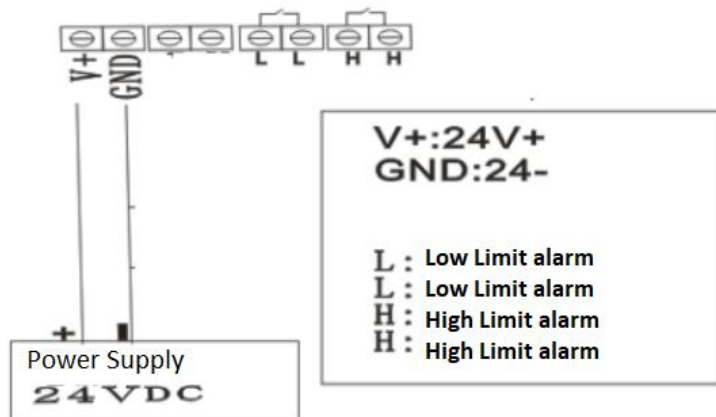 L L H H
V+ GND
V+:24V+
GND:24-
L : Low Limit alarm
L : Low Limit alarm
H : High Limit alarm
H : High Limit alarm
+ -
Power Supply
24VDC